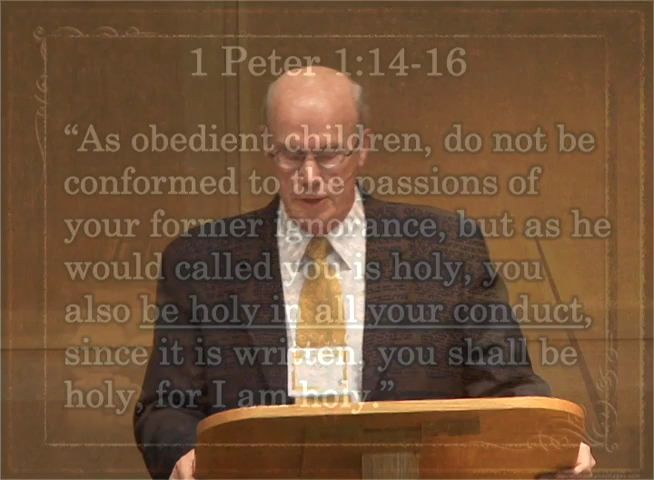 1 Peter 1:14-16
“As obedient children, do not be
conformed to the passions of
your former ignorance, but as he
would called you is holy, you
also be holy in all your conduct,
since it is written, you shall be
holy, for I am holy.”